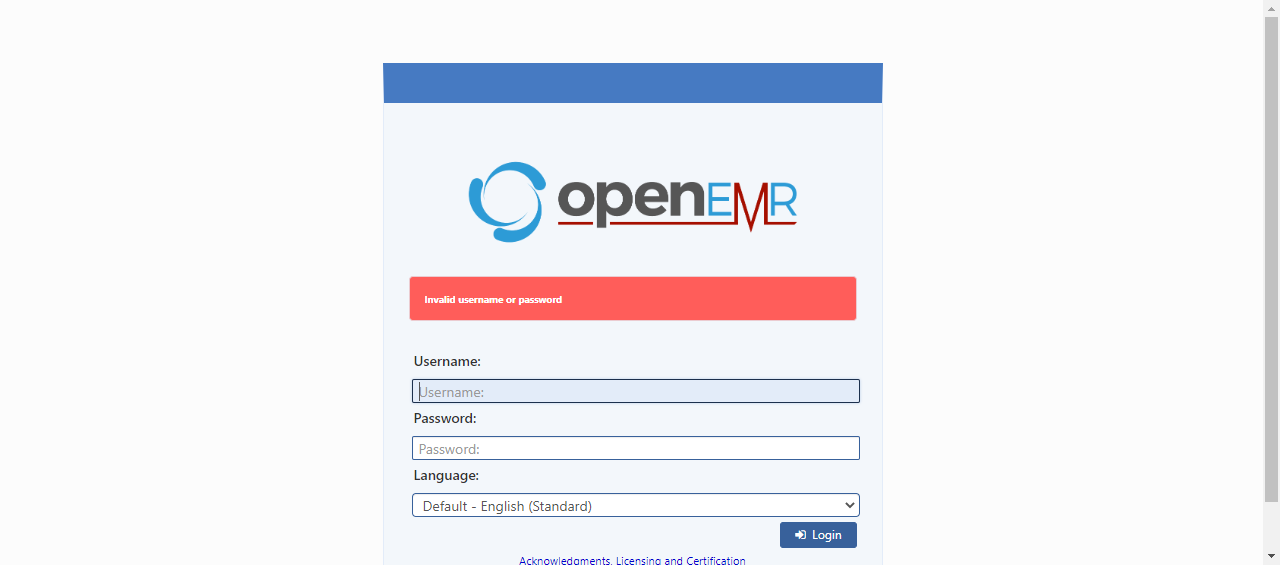 openEMR
Invalid username or password
Username:
Username:
Password:
Password:
Language:
Default - English (Standard)
Login
Acknowledgments, Licensing and Certification